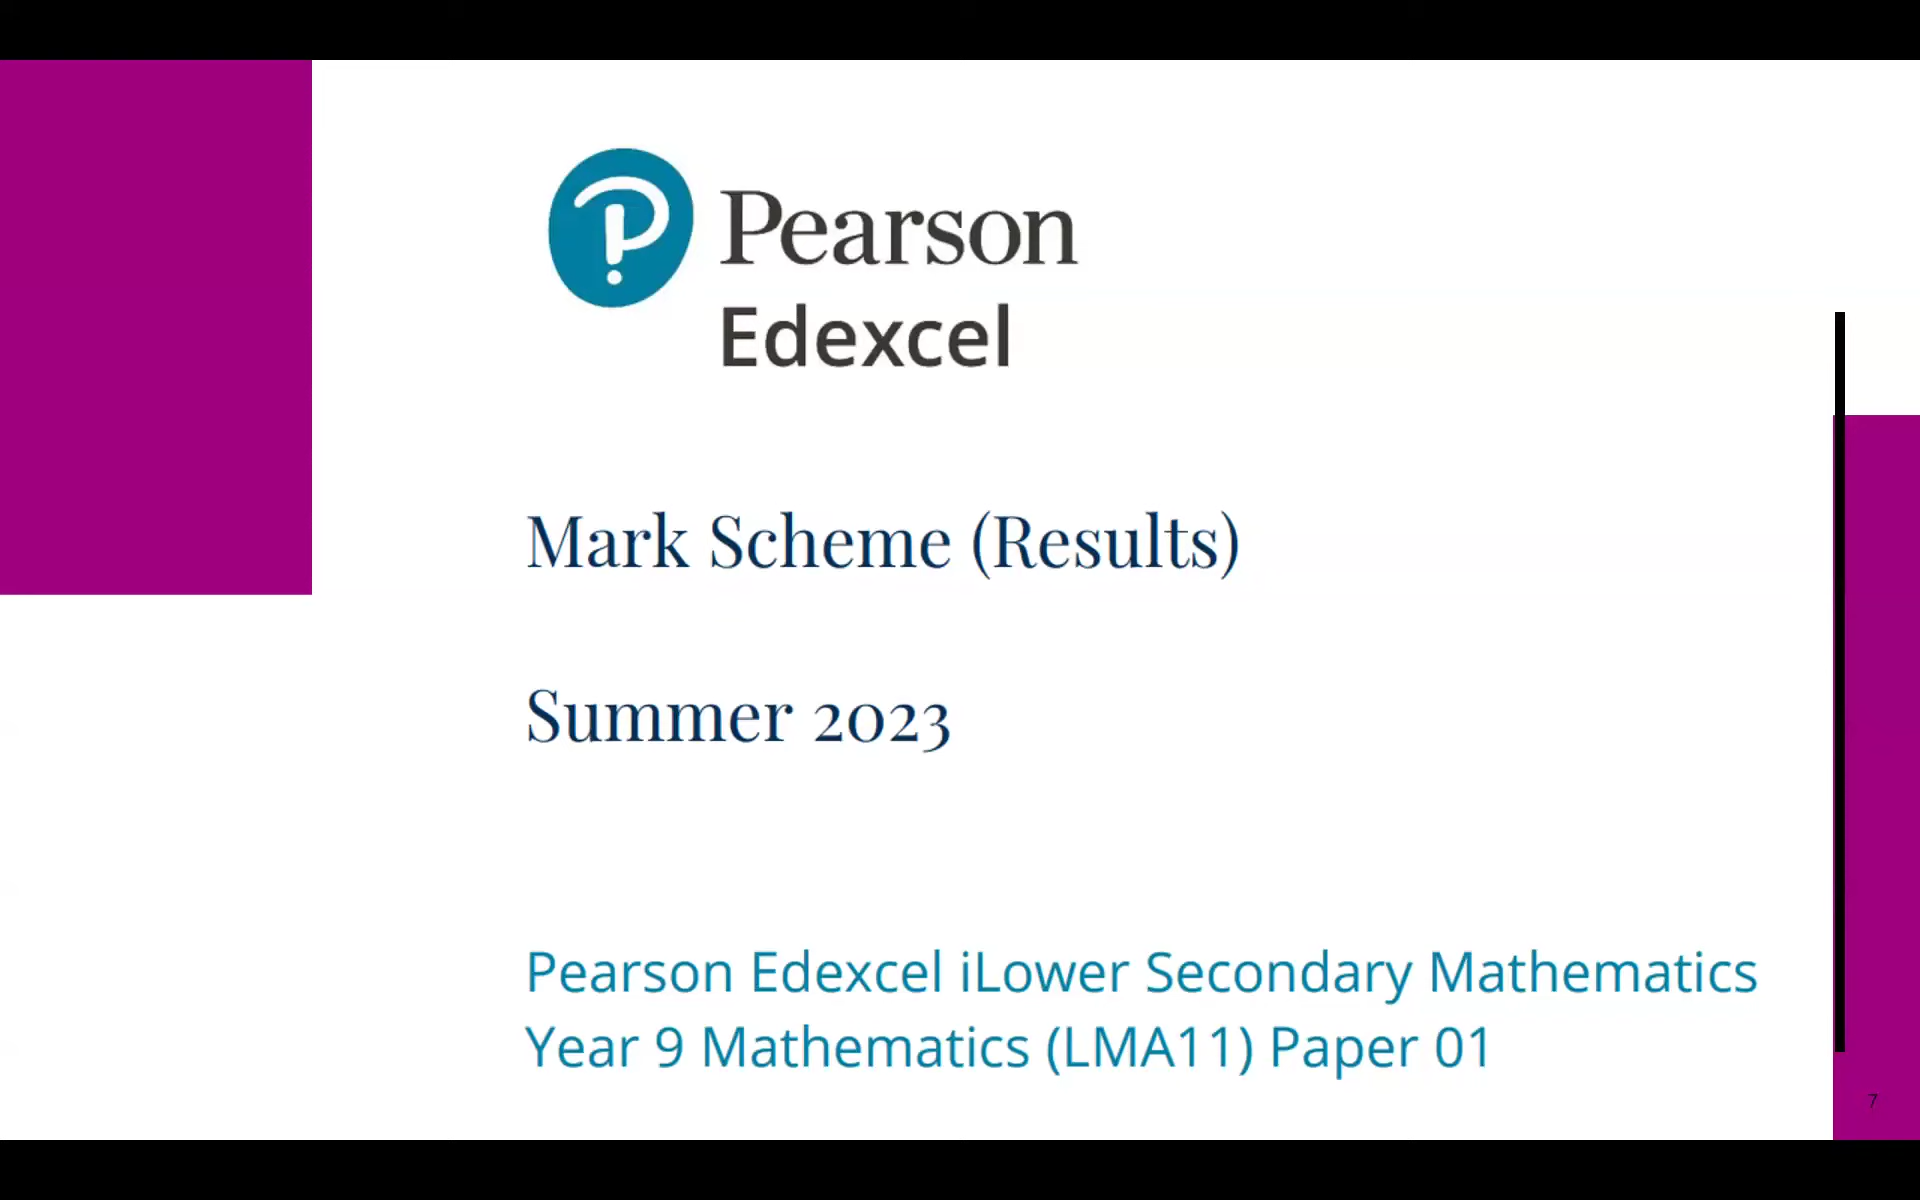 Pearson
Edexcel
Mark Scheme (Results)
Summer 2023
Pearson Edexcel iLower Secondary Mathematics
Year 9 Mathematics (LMA11) Paper 01
7